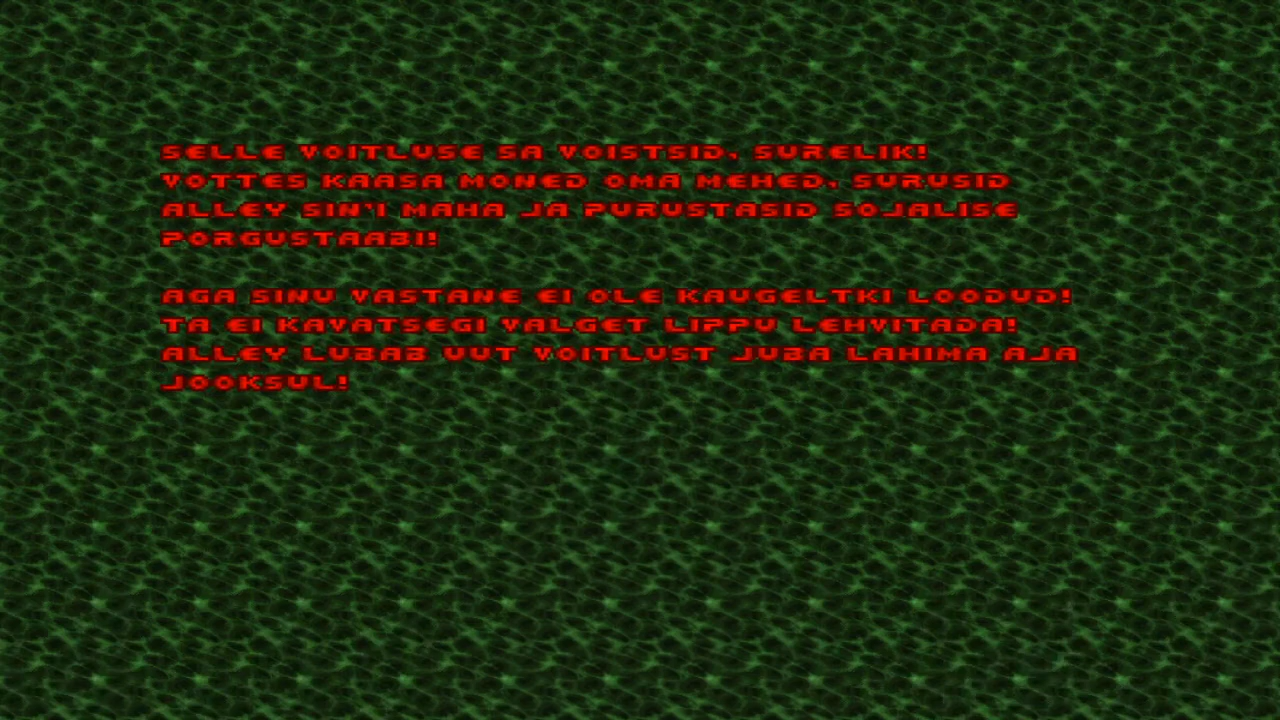 SELLE VOITLUSE SA VOISTSID, SURELIK!
VOTTES KAASA MONED OMA MEHED, SURUSID
ALLEY SIN'I MAHA JA PURUSTASID SOJALISE
PORGUSTAABI!
AGA SINU VASTANE EI OLE KAUGELTKI LOODUD!
TA EI KAVATSEGI VALGET LIPPU LEHVITADA!
ALLEY LUBAB UUT VOITLUST JUBA LAHIMA AJA
JOOKSUL!